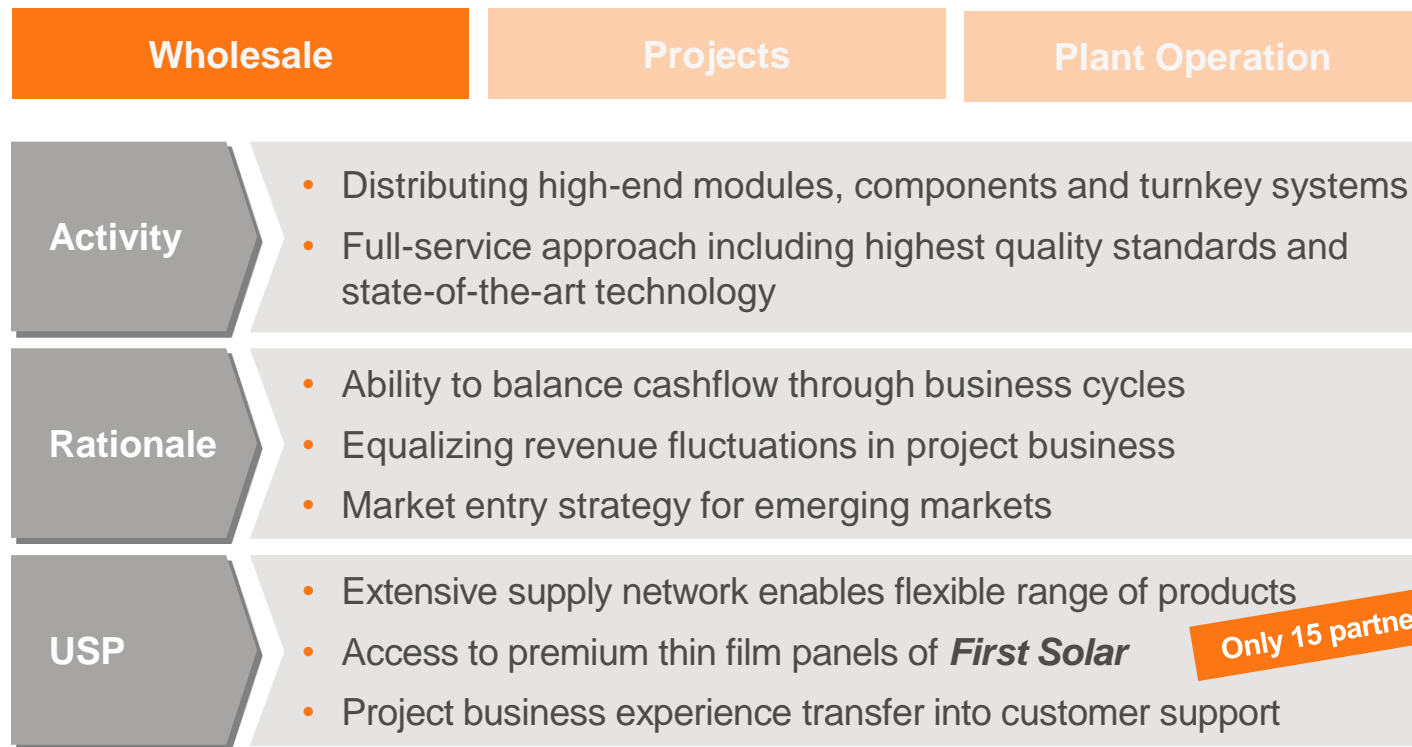 Wholesale
Projects
Plant Operation
Activity
• Distributing high-end modules, components and turnkey systems
• Full-service approach including highest quality standards and
state-of-the-art technology
Rationale
• Ability to balance cashflow through business cycles
• Equalizing revenue fluctuations in project business
• Market entry strategy for emerging markets
USP
• Extensive supply network enables flexible range of products
• Access to premium thin film panels of First Solar
Only 15 partne
• Project business experience transfer into customer support